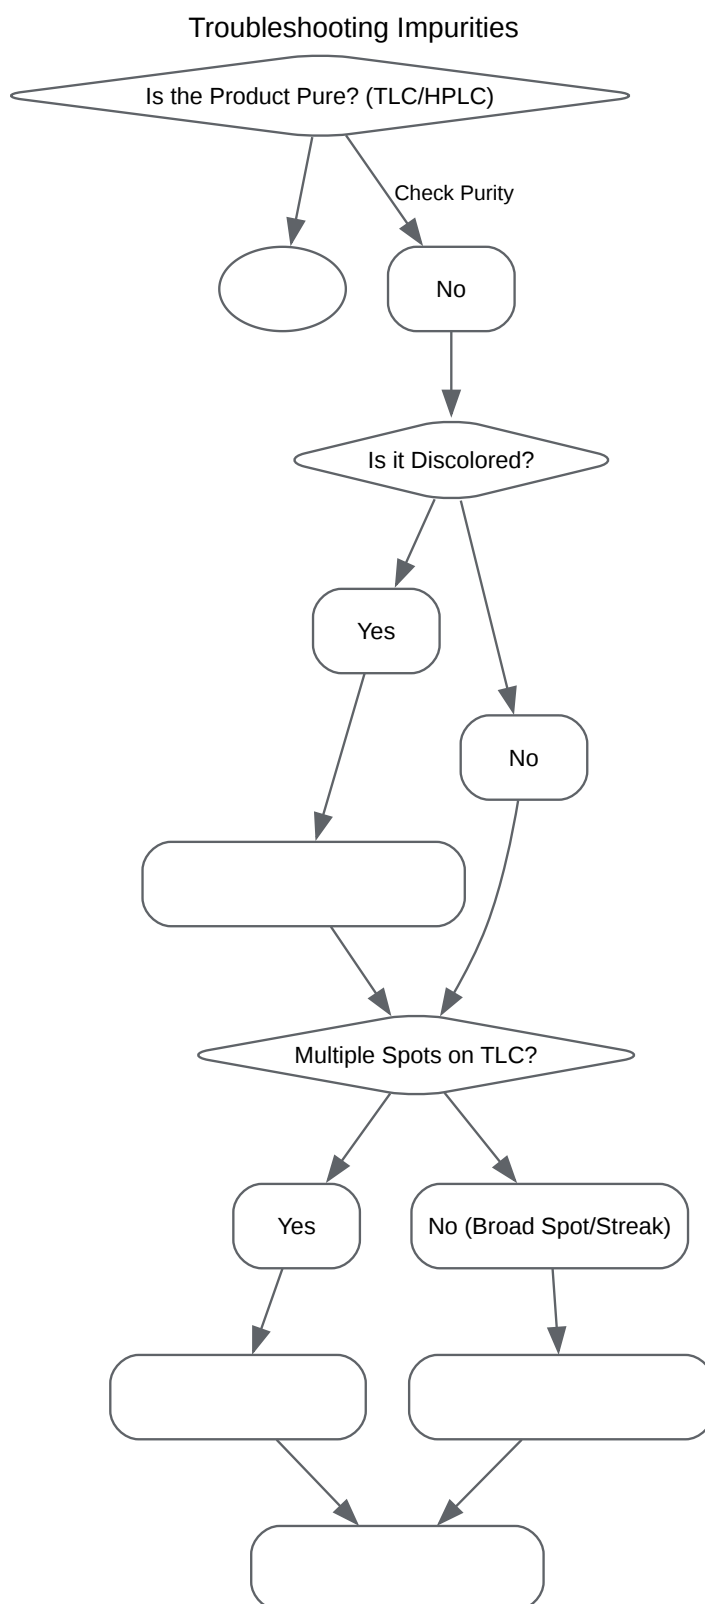 Troubleshooting Impurities
Is the Product Pure? (TLC/HPLC)
Check Purity
No
Is it Discolored?
Yes
No
Multiple Spots on TLC?
Yes
No (Broad Spot/Streak)